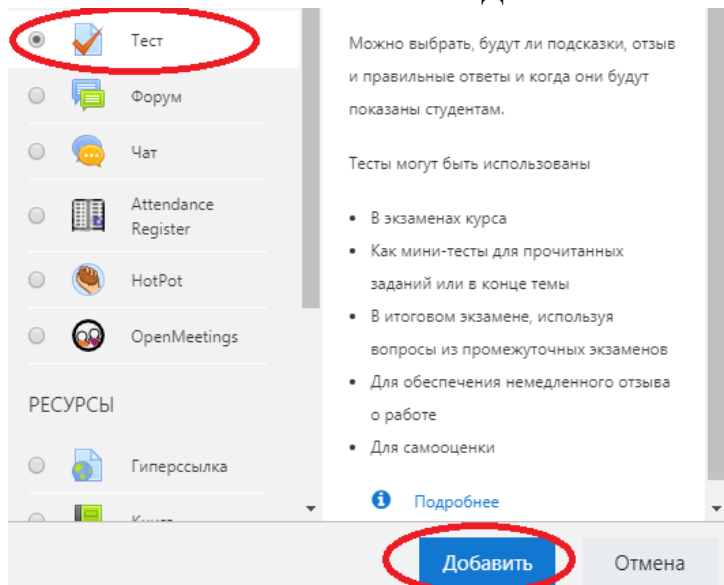 Тест
Форум
Чат
Attendance
Register
HotPot
OpenMeetings
РЕСУРСЫ
Гиперссылка
Можно выбрать, будут ли подсказки, отзыв
и правильные ответы и когда они будут
показаны студентам.
Тесты могут быть использованы
• В экзаменах курса
• Как мини-тесты для прочитанных
заданий или в конце темы
• В итоговом экзамене, используя
вопросы из промежуточных экзаменов
• Для обеспечения немедленного отзыва
о работе
• Для самооценки
Подробнее
Добавить
Отмена